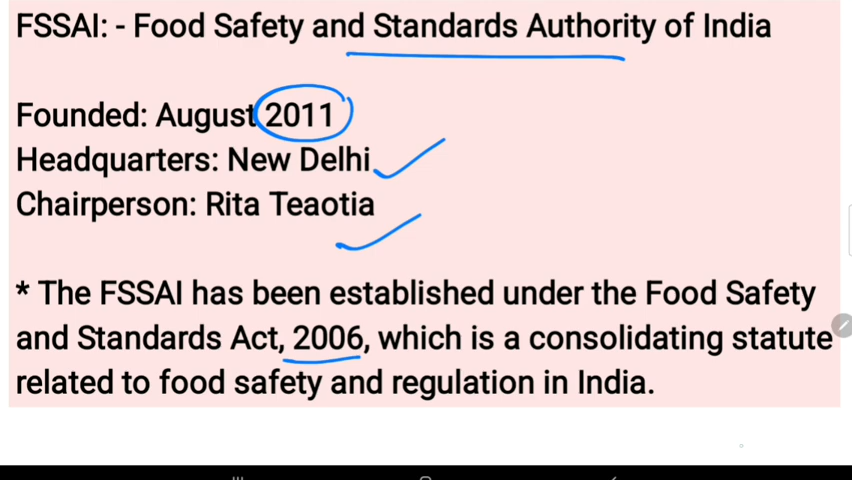 FSSAI: - Food Safety and Standards Authority of India
Founded: August 2011
Headquarters: New Delhi
Chairperson: Rita Teaotia
* The FSSAI has been established under the Food Safety
and Standards Act, 2006, which is a consolidating statute
related to food safety and regulation in India.